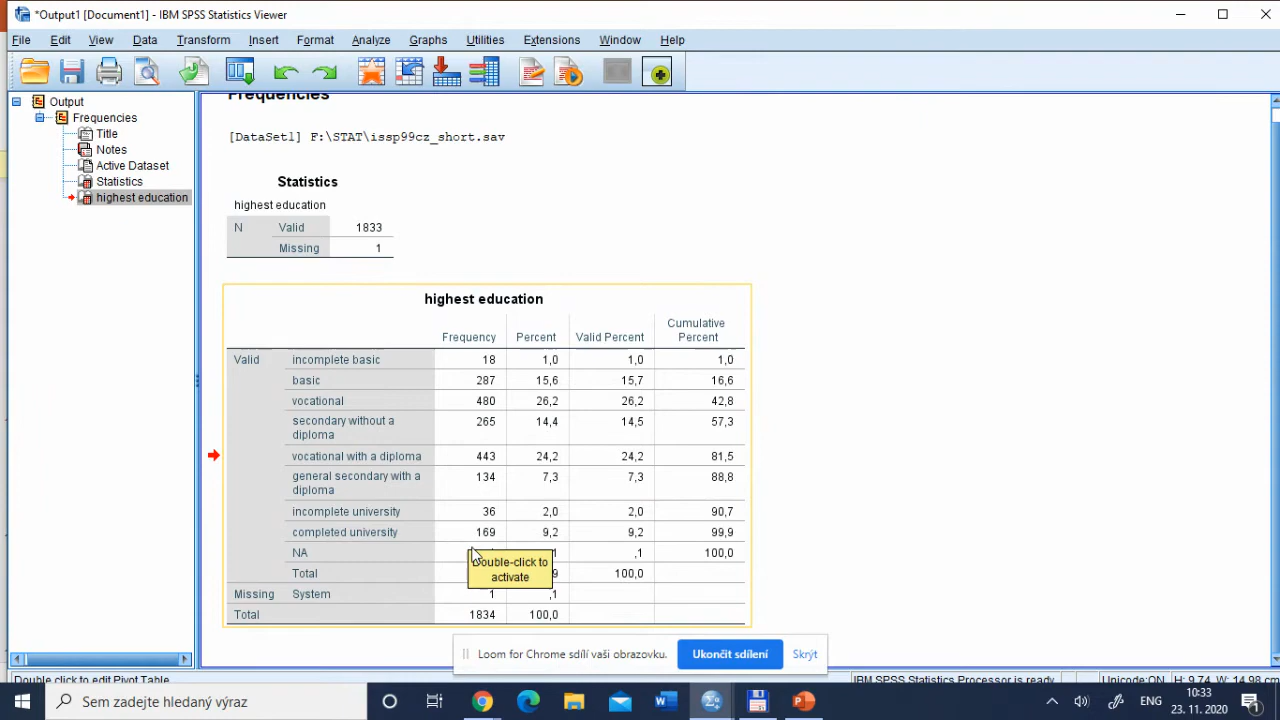 *Output1 [Document1] - IBM SPSS Statistics Viewer
File Edit View Data Transform Insert Format Analyze Graphs Utilities Extensions Window Help
Output
Frequencies
Title
Notes
Active Dataset
Statistics
highest education
Frequencies
[DataSet1] F:\STAT\issp99cz_short.sav
Statistics
highest education
N Valid 1833
Missing 1
highest education
Frequency Percent Valid Percent Cumulative Percent
Valid incomplete basic 18 1,0 1,0 1,0
basic 287 15,6 15,7 16,6
vocational 480 26,2 26,2 42,8
secondary without a
diploma 265 14,4 14,5 57,3
vocational with a diploma 443 24,2 24,2 81,5
general secondary with a
diploma 134 7,3 7,3 88,8
incomplete university 36 2,0 2,0 90,7
completed university 169 9,2 9,2 99,9
NA ,1 100,0
Double-click to
activate
Total 100,0
Missing System 1 ,1
Total 1834 100,0
Loom for Chrome sdílí vaši obrazovku. Ukončit sdílení Skrýt
Double click to edit Pivot Table
IBM SPSS Statistics Processor is ready Unicode:ON H: 9.74, W: 14.98 cm
Sem zadejte hledaný výraz
ENG
10:33
23. 11. 2020
1